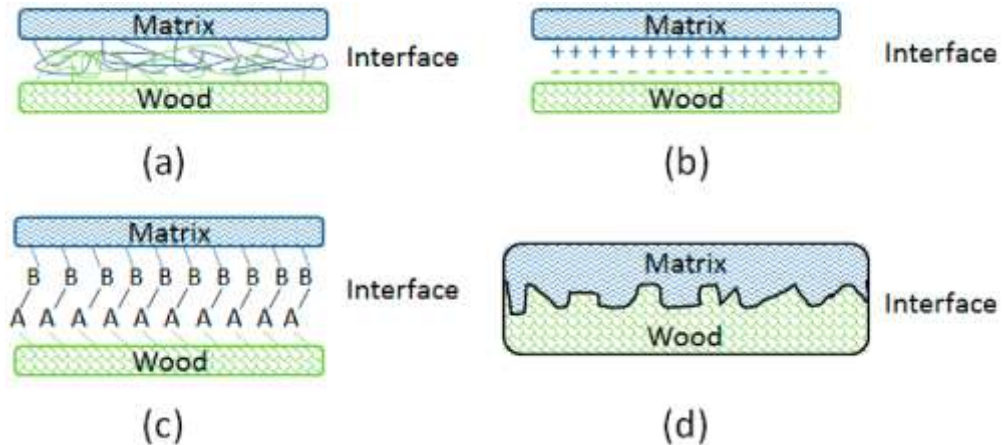 Matrix
Interface
Wood
(a)
Matrix
+ + + + + + + + + + + + +
- - - - - - - - - - - - -
Interface
Wood
(b)
Matrix
B B B B B B B B B B
Interface
A A A A A A A A A A
Wood
(c)
Matrix
Interface
Wood
(d)